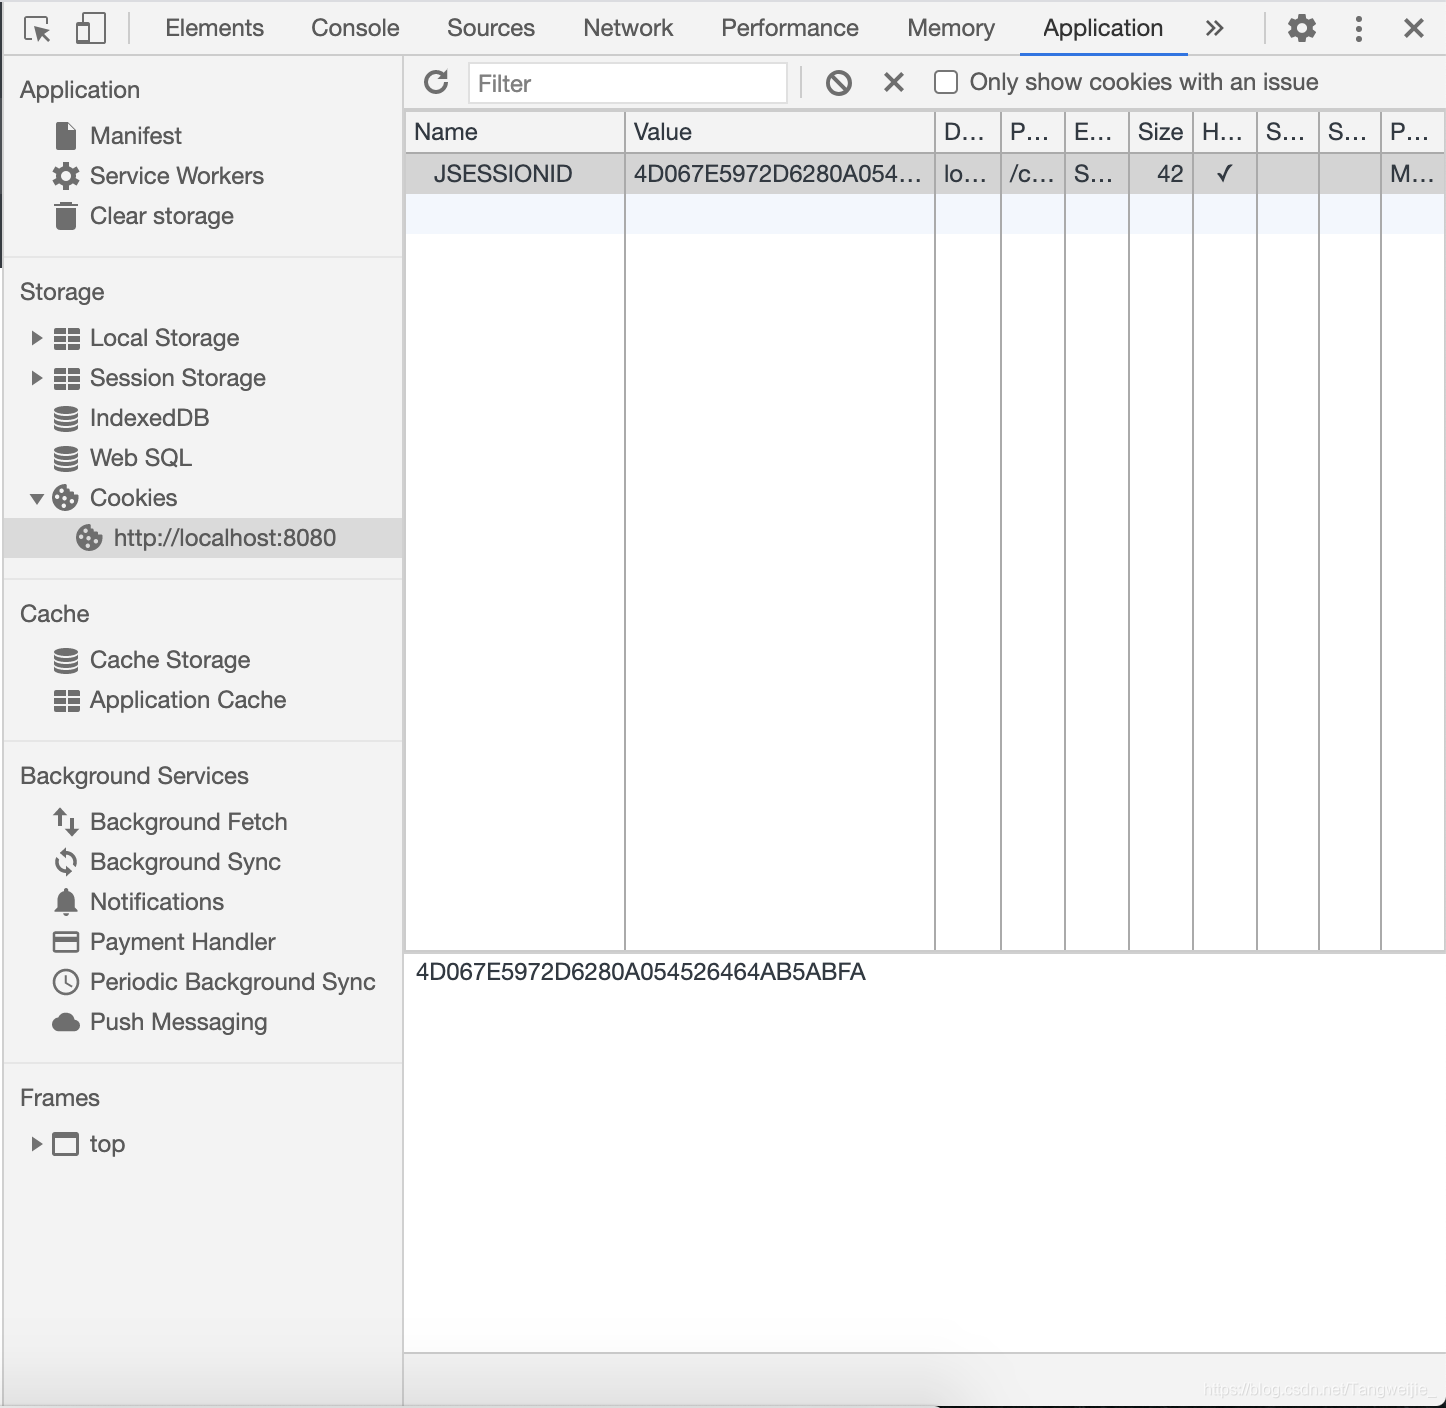 Elements Console Sources Network Performance Memory Application
Application
Manifest
Service Workers
Clear storage
Storage
Local Storage
Session Storage
IndexedDB
Web SQL
Cookies
http://localhost:8080
Cache
Cache Storage
Application Cache
Background Services
Background Fetch
Background Sync
Notifications
Payment Handler
Periodic Background Sync
Push Messaging
Frames
top
Filter Only show cookies with an issue
Name Value D... P... E... Size H... S... S... P...
JSESSIONID 4D067E5972D6280A054... lo... /c... S... 42 ✓ M...
4D067E5972D6280A054526464AB5ABFA
https://blog.csdn.net/Tangweijie_